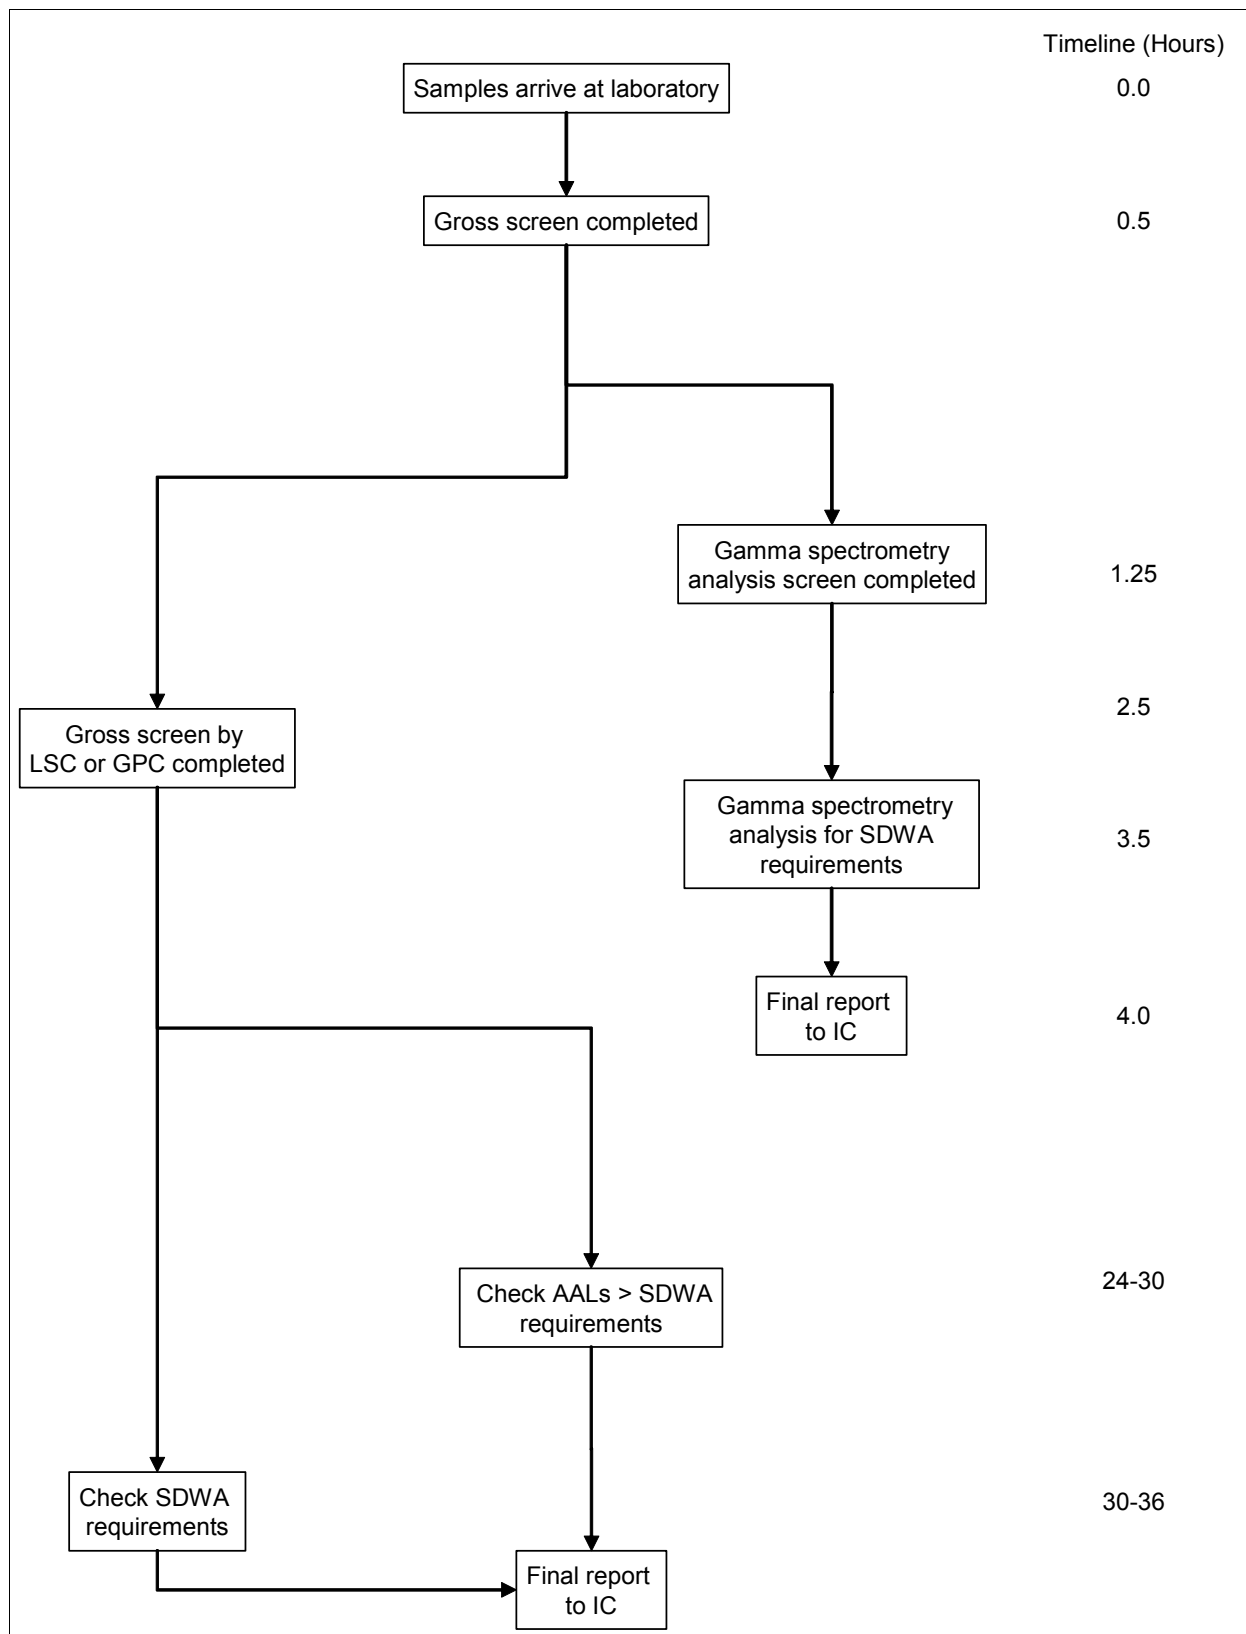 Timeline (Hours)
Samples arrive at laboratory
0.0
Gross screen completed
0.5
Gamma spectrometry
analysis screen completed
1.25
2.5
Gross screen by
LSC or GPC completed
Gamma spectrometry
analysis for SDWA
requirements
3.5
Final report
to IC
4.0
Check AALs > SDWA
requirements
24-30
Check SDWA
requirements
30-36
Final report
to IC